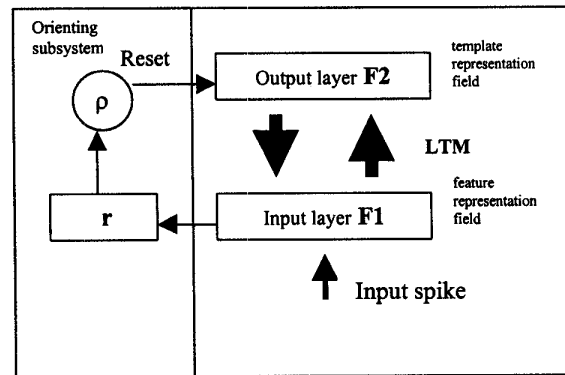 Orienting
subsystem
Reset
ρ
r
Output layer F2
template
representation
field
LTM
Input layer F1
feature
representation
field
Input spike